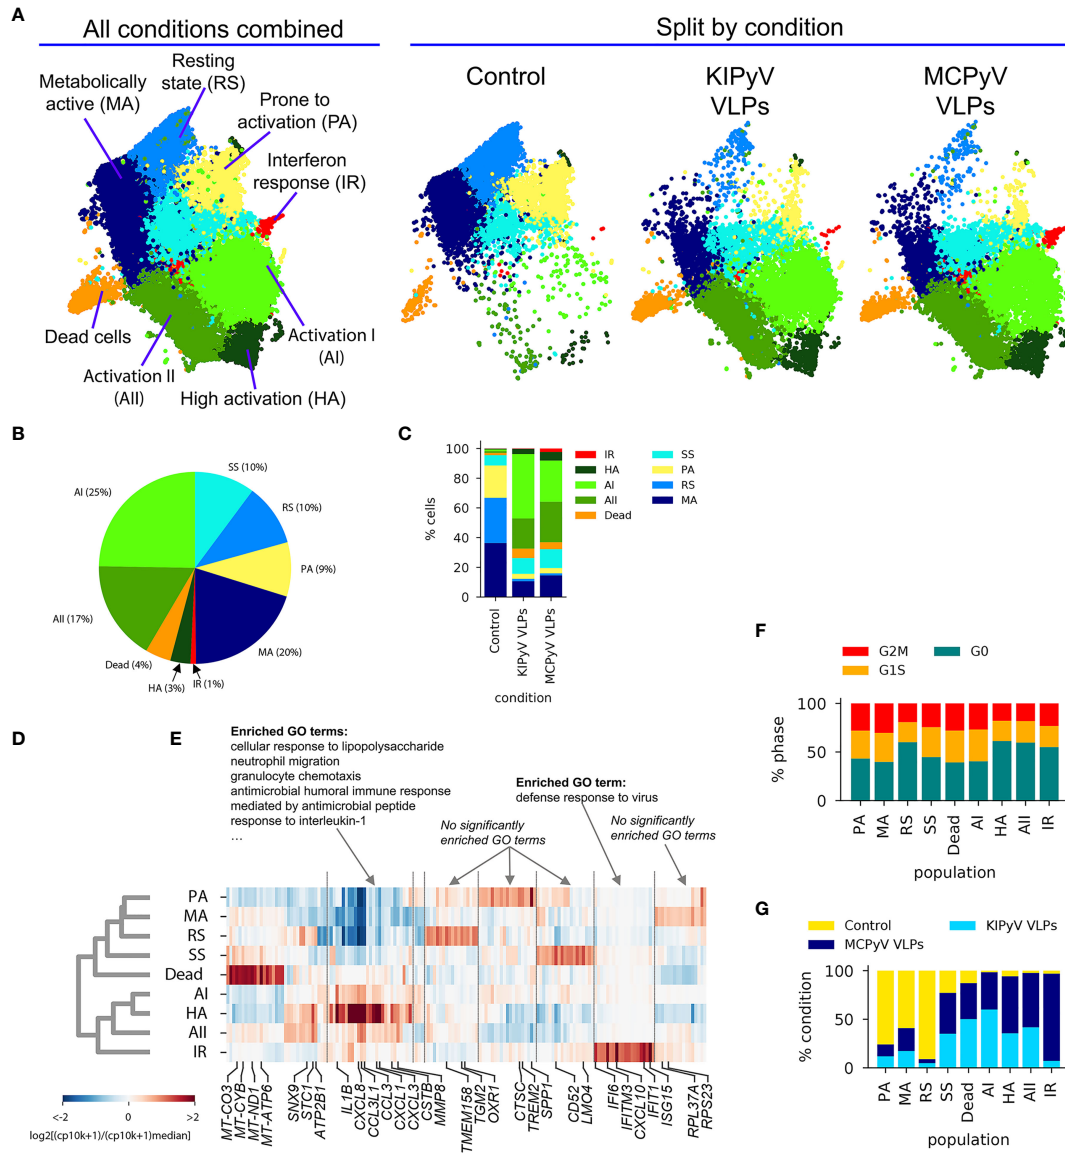 A
All conditions combined
Split by condition
Metabolically
active (MA)
Resting
state (RS)
Prone to
activation (PA)
Interferon
response (IR)
Dead cells
Activation II
(AII)
Activation I
(AI)
High activation (HA)
Control
KIPyV
VLPs
MCPyV
VLPs
B
AI (25%)
SS (10%)
RS (10%)
PA (9%)
MA (20%)
IR (1%)
HA (3%)
Dead (4%)
AII (17%)
C
% cells
100
80
60
40
20
0
Control
KIPyV VLPs
MCPyV VLPs
condition
IR
HA
AI
AII
Dead
SS
PA
RS
MA
D
E
Enriched GO terms:
cellular response to lipopolysaccharide
neutrophil migration
granulocyte chemotaxis
antimicrobial humoral immune response
mediated by antimicrobial peptide
response to interleukin-1
...
No significantly
enriched GO terms
Enriched GO term:
defense response to virus
No significantly
enriched GO terms
PA
MA
RS
SS
Dead
AI
HA
AII
IR
MT-CO3
MT-CYB
MT-ND1
MT-ATP6
SNX9
STC1
ATP2B1
IL1B
CXCL8
CCL3L1
CCL3
CXCL1
CXCL3
CSTB
MMP8
TMEM158
TGM2
OXR1
CTSC
TREM2
SPP1
CD52
LMO4
IFI6
IFITM3
CXCL10
IFIT1
ISG15
RPL37A
RPS23
<-2
0
>2
log2[(cp10k+1)/(cp10k+1)median]
F
G2M
G1S
G0
% phase
100
50
0
PA
MA
RS
SS
Dead
AI
HA
AII
IR
population
G
Control
MCPyV VLPs
KIPyV VLPs
% condition
100
50
0
PA
MA
RS
SS
Dead
AI
HA
AII
IR
population